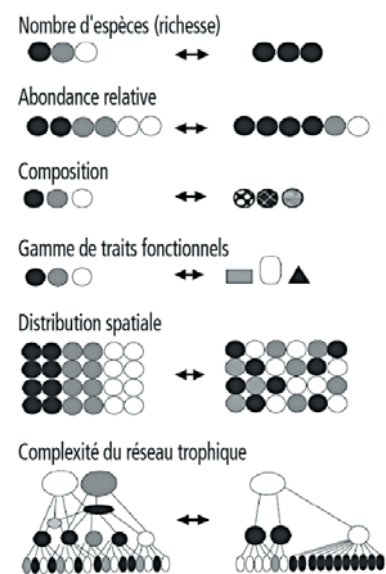 Nombre d'espèces (richesse)
Abondance relative
Composition
Gamme de traits fonctionnels
Distribution spatiale
Complexité du réseau trophique